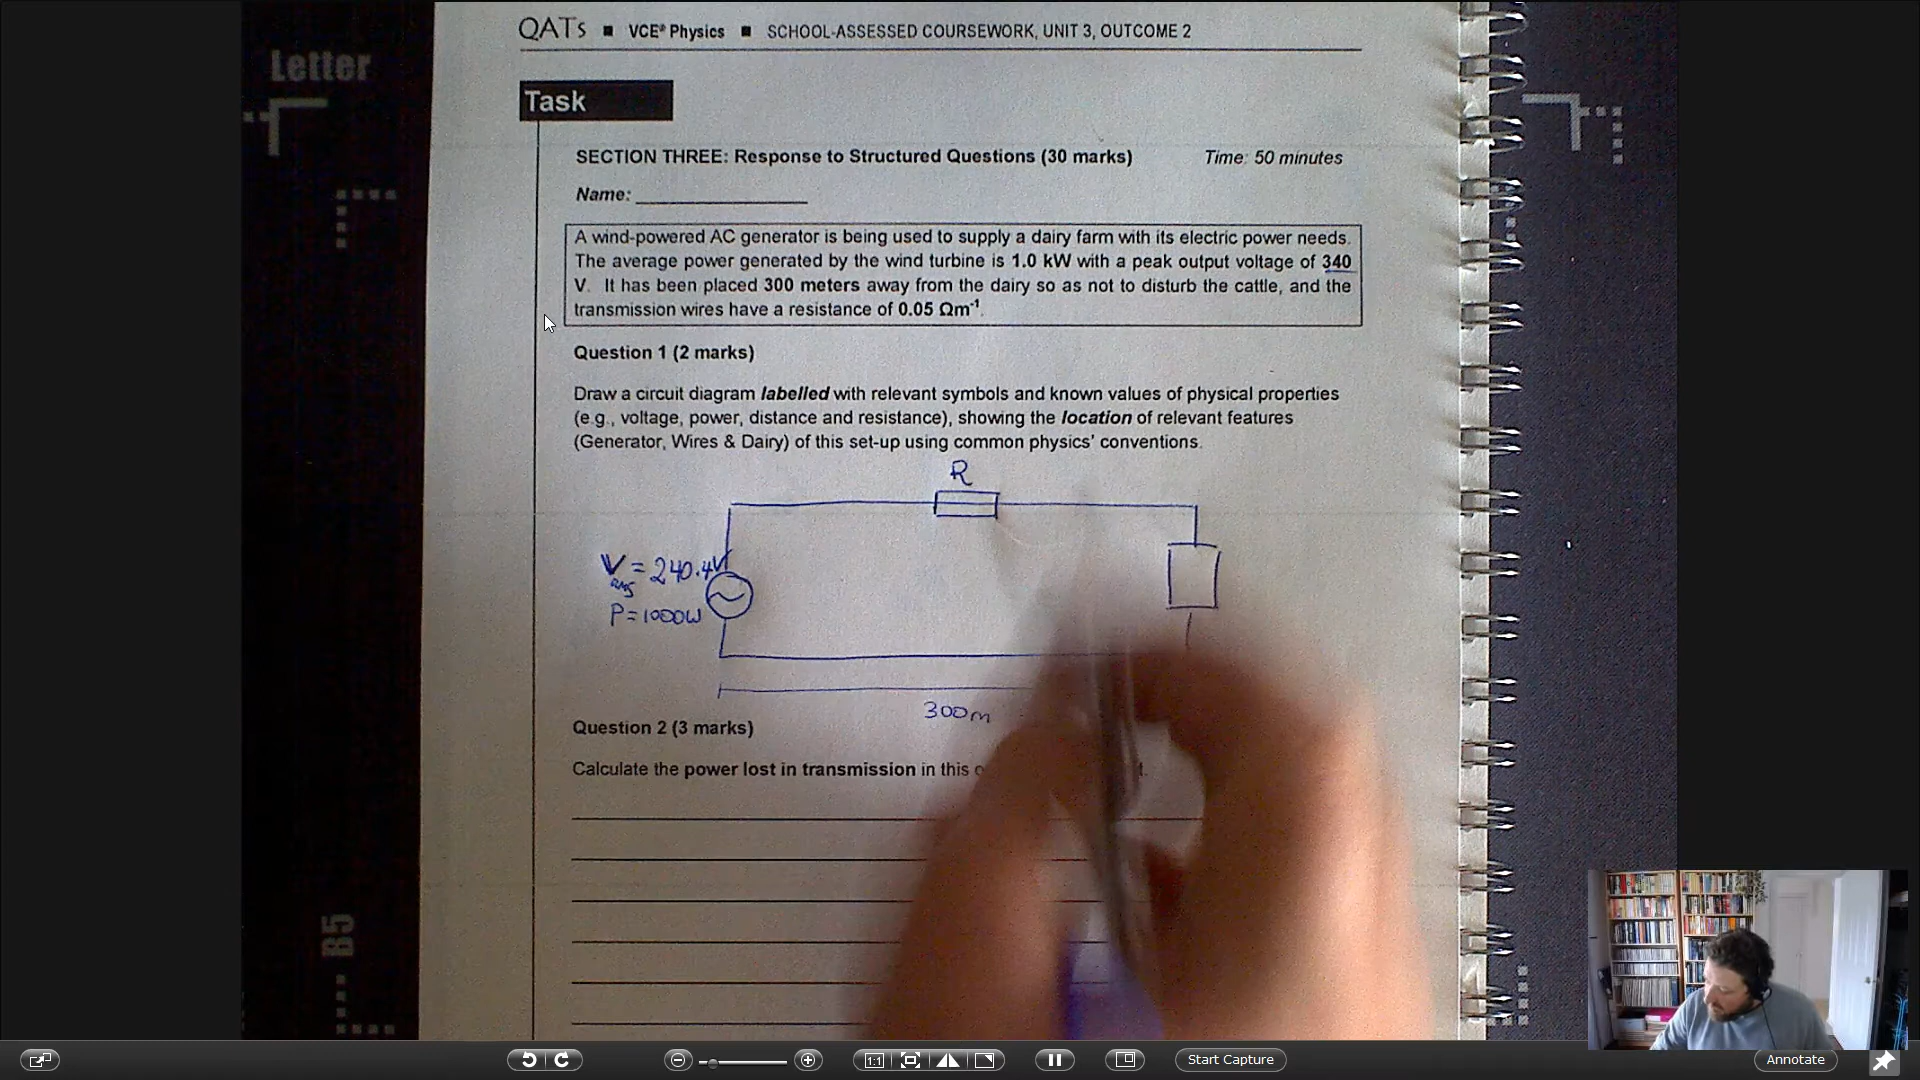 Letter
QATs ■ VCE® Physics ■ SCHOOL-ASSESSED COURSEWORK, UNIT 3, OUTCOME 2
Task
SECTION THREE: Response to Structured Questions (30 marks) Time: 50 minutes
Name:
A wind-powered AC generator is being used to supply a dairy farm with its electric power needs.
The average power generated by the wind turbine is 1.0 kW with a peak output voltage of 340
V. It has been placed 300 meters away from the dairy so as not to disturb the cattle, and the
transmission wires have a resistance of 0.05 Ωm⁻¹.
Question 1 (2 marks)
Draw a circuit diagram labelled with relevant symbols and known values of physical properties
(e.g., voltage, power, distance and resistance), showing the location of relevant features
(Generator, Wires & Dairy) of this set-up using common physics' conventions.
R
V RMS = 240.4V
P = 1000W
300m
Question 2 (3 marks)
Calculate the power lost in transmission in this
B5
1:1
Start Capture
Annotate